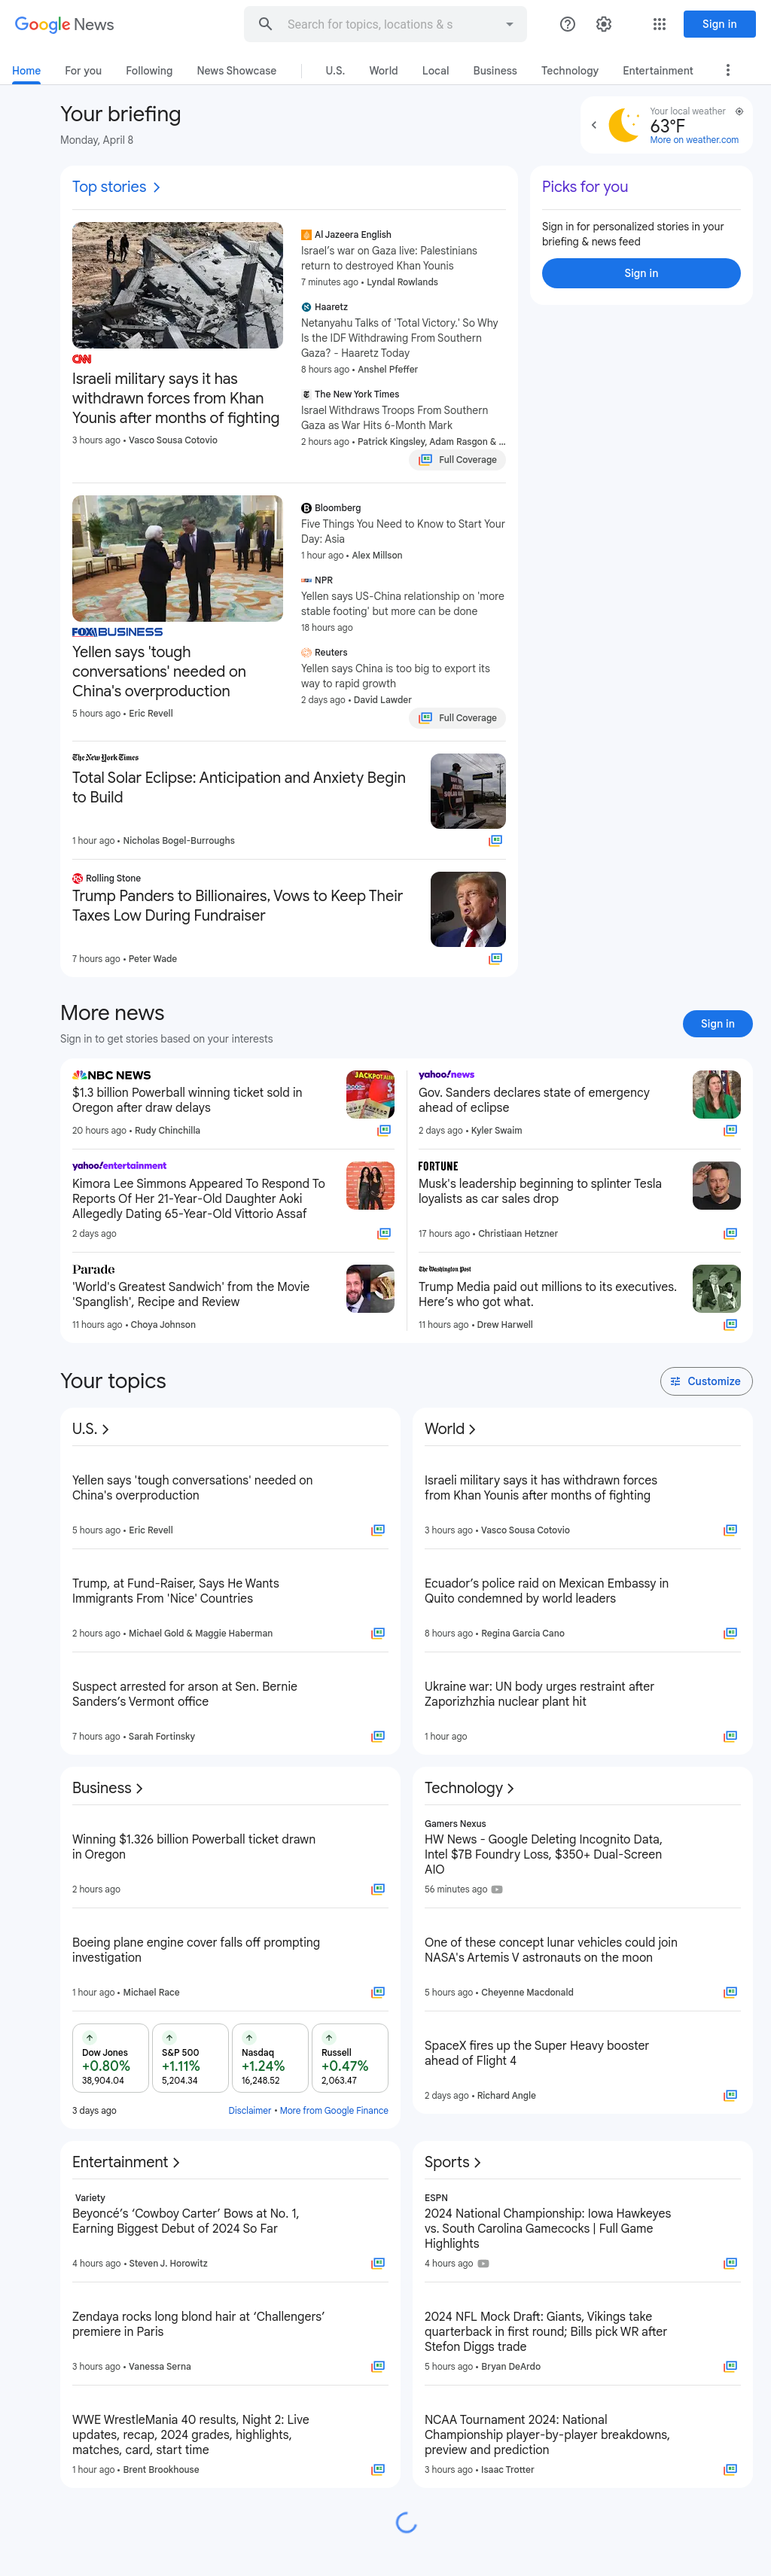 Google News
Search for topics, locations & s
Sign in
Home
For you
Following
News Showcase
U.S.
World
Local
Business
Technology
Entertainment
Your briefing
Monday, April 8
Your local weather
63°F
More on weather.com
Top stories
CNN
Israeli military says it has
withdrawn forces from Khan
Younis after months of fighting
3 hours ago • Vasco Sousa Cotovio
Al Jazeera English
Israel's war on Gaza live: Palestinians
return to destroyed Khan Younis
7 minutes ago • Lyndal Rowlands
Haaretz
Netanyahu Talks of 'Total Victory.' So Why
Is the IDF Withdrawing From Southern
Gaza? - Haaretz Today
8 hours ago • Anshel Pfeffer
The New York Times
Israel Withdraws Troops From Southern
Gaza as War Hits 6-Month Mark
2 hours ago • Patrick Kingsley, Adam Rasgon & ...
Full Coverage
Picks for you
Sign in for personalized stories in your
briefing & news feed
Sign in
FOX BUSINESS
Yellen says 'tough
conversations' needed on
China's overproduction
5 hours ago • Eric Revell
Bloomberg
Five Things You Need to Know to Start Your
Day: Asia
1 hour ago • Alex Millson
NPR
Yellen says US-China relationship on 'more
stable footing' but more can be done
18 hours ago
Reuters
Yellen says China is too big to export its
way to rapid growth
2 days ago • David Lawder
Full Coverage
The New York Times
Total Solar Eclipse: Anticipation and Anxiety Begin
to Build
1 hour ago • Nicholas Bogel-Burroughs
Rolling Stone
Trump Panders to Billionaires, Vows to Keep Their
Taxes Low During Fundraiser
7 hours ago • Peter Wade
More news
Sign in to get stories based on your interests
Sign in
NBC NEWS
$1.3 billion Powerball winning ticket sold in
Oregon after draw delays
20 hours ago • Rudy Chinchilla
JACKPOT
yahoo!news
Gov. Sanders declares state of emergency
ahead of eclipse
2 days ago • Kyler Swaim
yahoo!entertainment
Kimora Lee Simmons Appeared To Respond To
Reports Of Her 21-Year-Old Daughter Aoki
Allegedly Dating 65-Year-Old Vittorio Assaf
2 days ago
FORTUNE
Musk's leadership beginning to splinter Tesla
loyalists as car sales drop
17 hours ago • Christiaan Hetzner
Parade
'World's Greatest Sandwich' from the Movie
'Spanglish', Recipe and Review
11 hours ago • Choya Johnson
The Washington Post
Trump Media paid out millions to its executives.
Here's who got what.
11 hours ago • Drew Harwell
Your topics
Customize
U.S.
Yellen says 'tough conversations' needed on
China's overproduction
5 hours ago • Eric Revell
Trump, at Fund-Raiser, Says He Wants
Immigrants From 'Nice' Countries
2 hours ago • Michael Gold & Maggie Haberman
Suspect arrested for arson at Sen. Bernie
Sanders's Vermont office
7 hours ago • Sarah Fortinsky
World
Israeli military says it has withdrawn forces
from Khan Younis after months of fighting
3 hours ago • Vasco Sousa Cotovio
Ecuador's police raid on Mexican Embassy in
Quito condemned by world leaders
8 hours ago • Regina Garcia Cano
Ukraine war: UN body urges restraint after
Zaporizhzhia nuclear plant hit
1 hour ago
Business
Winning $1.326 billion Powerball ticket drawn
in Oregon
2 hours ago
Boeing plane engine cover falls off prompting
investigation
1 hour ago • Michael Race
Dow Jones
+0.80%
38,904.04
S&P 500
+1.11%
5,204.34
Nasdaq
+1.24%
16,248.52
Russell
+0.47%
2,063.47
3 days ago
Disclaimer • More from Google Finance
Technology
Gamers Nexus
HW News - Google Deleting Incognito Data,
Intel $7B Foundry Loss, $350+ Dual-Screen
AIO
56 minutes ago
One of these concept lunar vehicles could join
NASA's Artemis V astronauts on the moon
5 hours ago • Cheyenne Macdonald
SpaceX fires up the Super Heavy booster
ahead of Flight 4
2 days ago • Richard Angle
Entertainment
Variety
Beyoncé's 'Cowboy Carter' Bows at No. 1,
Earning Biggest Debut of 2024 So Far
4 hours ago • Steven J. Horowitz
Zendaya rocks long blond hair at 'Challengers'
premiere in Paris
3 hours ago • Vanessa Serna
WWE WrestleMania 40 results, Night 2: Live
updates, recap, 2024 grades, highlights,
matches, card, start time
1 hour ago • Brent Brookhouse
Sports
ESPN
2024 National Championship: Iowa Hawkeyes
vs. South Carolina Gamecocks | Full Game
Highlights
4 hours ago
2024 NFL Mock Draft: Giants, Vikings take
quarterback in first round; Bills pick WR after
Stefon Diggs trade
5 hours ago • Bryan DeArdo
NCAA Tournament 2024: National
Championship player-by-player breakdowns,
preview and prediction
3 hours ago • Isaac Trotter